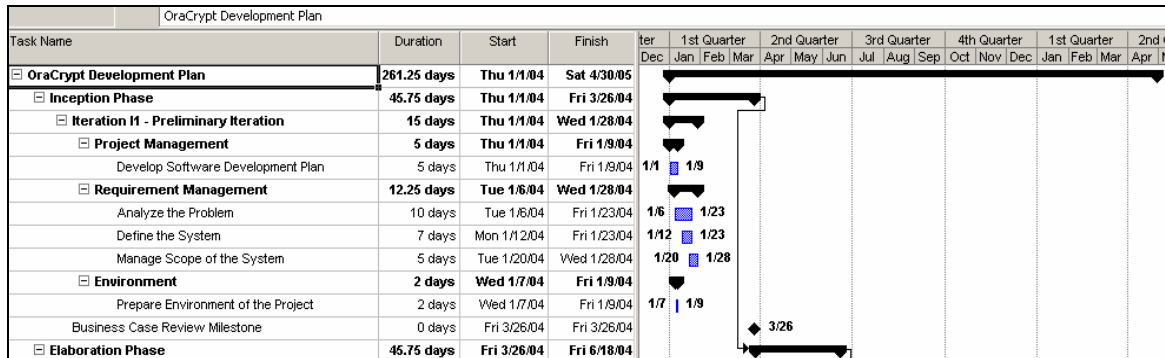 OraCrypt Development Plan
Task Name Duration Start Finish ter 1st Quarter 2nd Quarter 3rd Quarter 4th Quarter 1st Quarter 2nd
Dec Jan Feb Mar Apr May Jun Jul Aug Sep Oct Nov Dec Jan Feb Mar Apr
OraCrypt Development Plan 261.25 days Thu 1/1/04 Sat 4/30/05
Inception Phase 45.75 days Thu 1/1/04 Fri 3/26/04
Iteration I1 - Preliminary Iteration 15 days Thu 1/1/04 Wed 1/28/04
Project Management 5 days Thu 1/1/04 Fri 1/9/04
Develop Software Development Plan 5 days Thu 1/1/04 Fri 1/9/04 1/1 1/9
Requirement Management 12.25 days Tue 1/6/04 Wed 1/28/04
Analyze the Problem 10 days Tue 1/6/04 Fri 1/23/04 1/6 1/23
Define the System 7 days Mon 1/12/04 Fri 1/23/04 1/12 1/23
Manage Scope of the System 5 days Tue 1/20/04 Wed 1/28/04 1/20 1/28
Environment 2 days Wed 1/7/04 Fri 1/9/04
Prepare Environment of the Project 2 days Wed 1/7/04 Fri 1/9/04 1/7 1/9
Business Case Review Milestone 0 days Fri 3/26/04 Fri 3/26/04 3/26
Elaboration Phase 45.75 days Fri 3/26/04 Fri 6/18/04